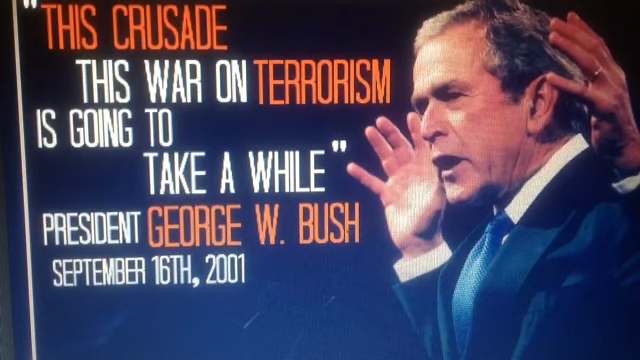 "THIS CRUSADE
THIS WAR ON TERRORISM
IS GOING TO
TAKE A WHILE"
PRESIDENT GEORGE W. BUSH
SEPTEMBER 16TH, 2001